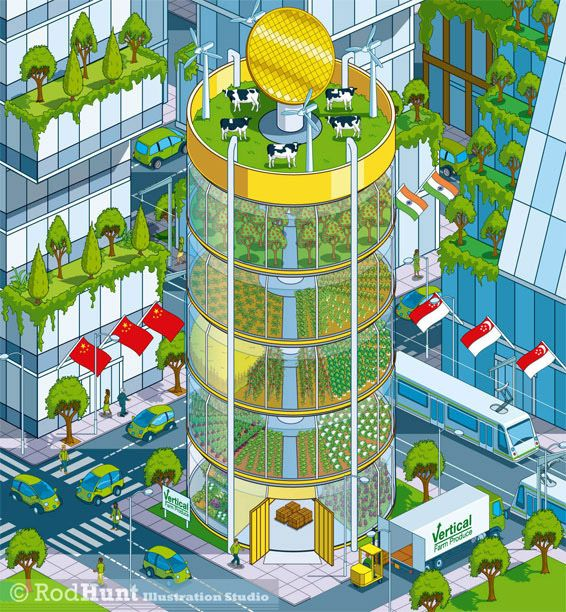 Vertical
Farm Produce
Vertical
© RodHunt Illustration Studio